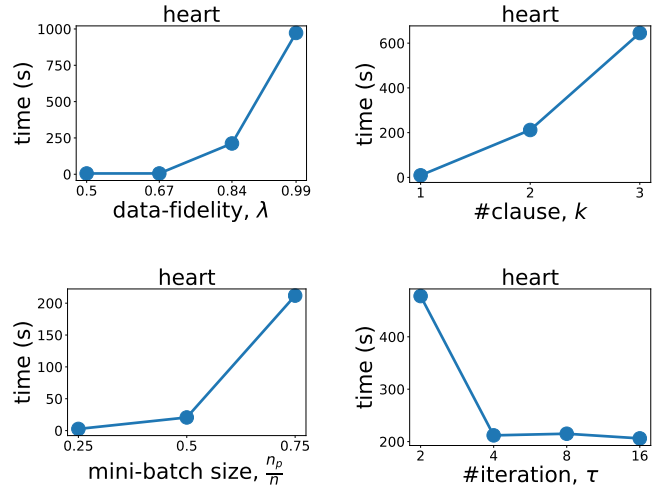 heart
time (s)
1000
750
500
250
0
0.5 0.67 0.84 0.99
data-fidelity, λ
heart
time (s)
600
400
200
0
1 2 3
#clause, k
heart
time (s)
200
150
100
50
0
0.25 0.5 0.75
mini-batch size, n_p/n
heart
time (s)
400
300
200
2 4 8 16
#iteration, τ